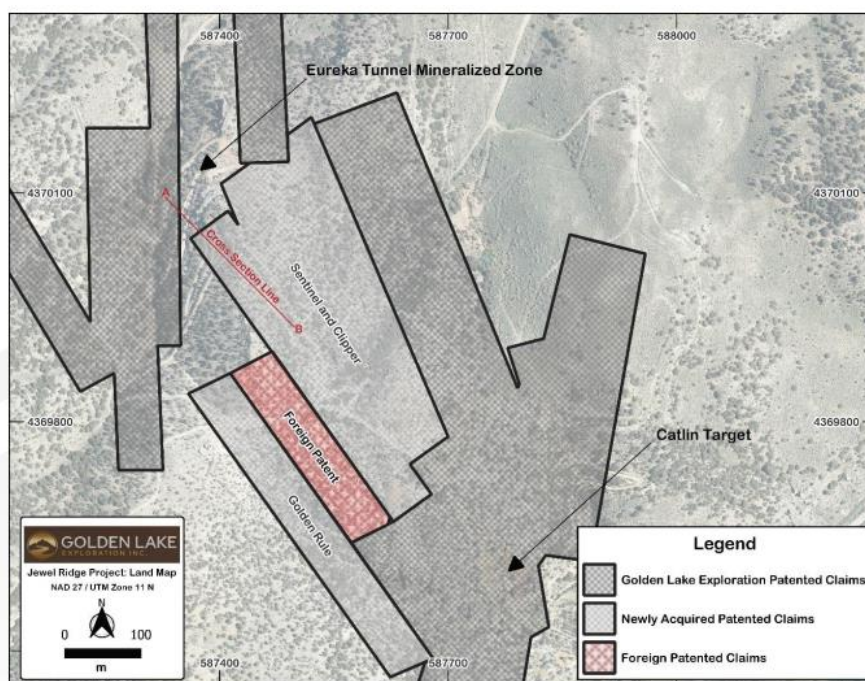 587400
587700
588000
Eureka Tunnel Mineralized Zone
4370100
4370100
A
Cross Section Line
B
Sentinel and Clipper
4369800
4369800
Foreign Patent
Catlin Target
Golden Rule
GOLDEN LAKE
EXPLORATION INC.
Jewel Ridge Project: Land Map
NAD 27 / UTM Zone 11 N
N
0 100
m
Legend
Golden Lake Exploration Patented Claims
Newly Acquired Patented Claims
Foreign Patented Claims
587400
587700